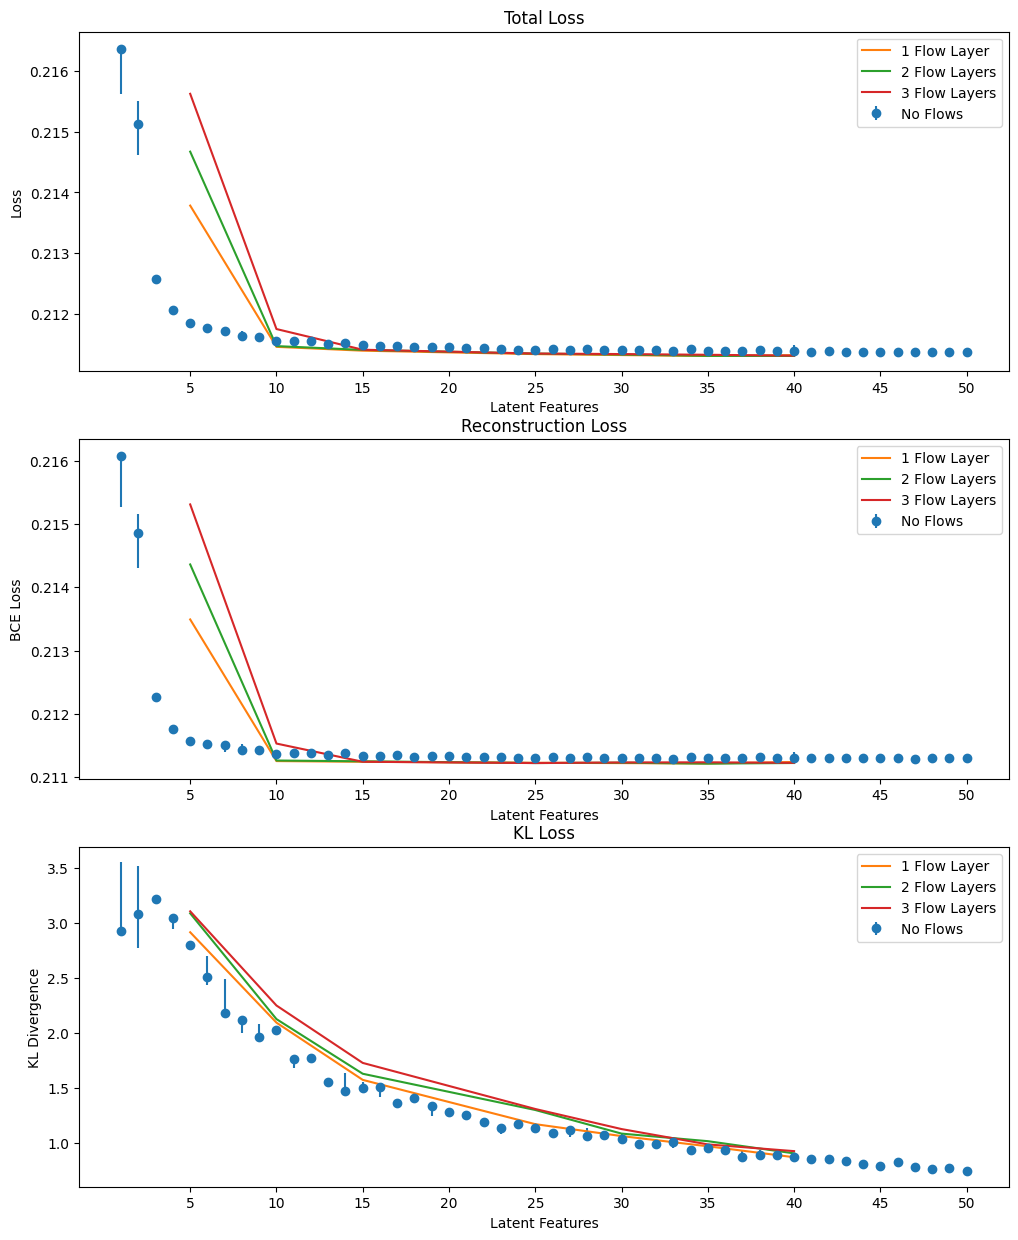 Total Loss
Loss
0.216
0.215
0.214
0.213
0.212
1 Flow Layer
2 Flow Layers
3 Flow Layers
No Flows
5 10 15 20 25 30 35 40 45 50
Latent Features
Reconstruction Loss
BCE Loss
0.216
0.215
0.214
0.213
0.212
0.211
1 Flow Layer
2 Flow Layers
3 Flow Layers
No Flows
5 10 15 20 25 30 35 40 45 50
Latent Features
KL Loss
KL Divergence
3.5
3.0
2.5
2.0
1.5
1.0
1 Flow Layer
2 Flow Layers
3 Flow Layers
No Flows
5 10 15 20 25 30 35 40 45 50
Latent Features